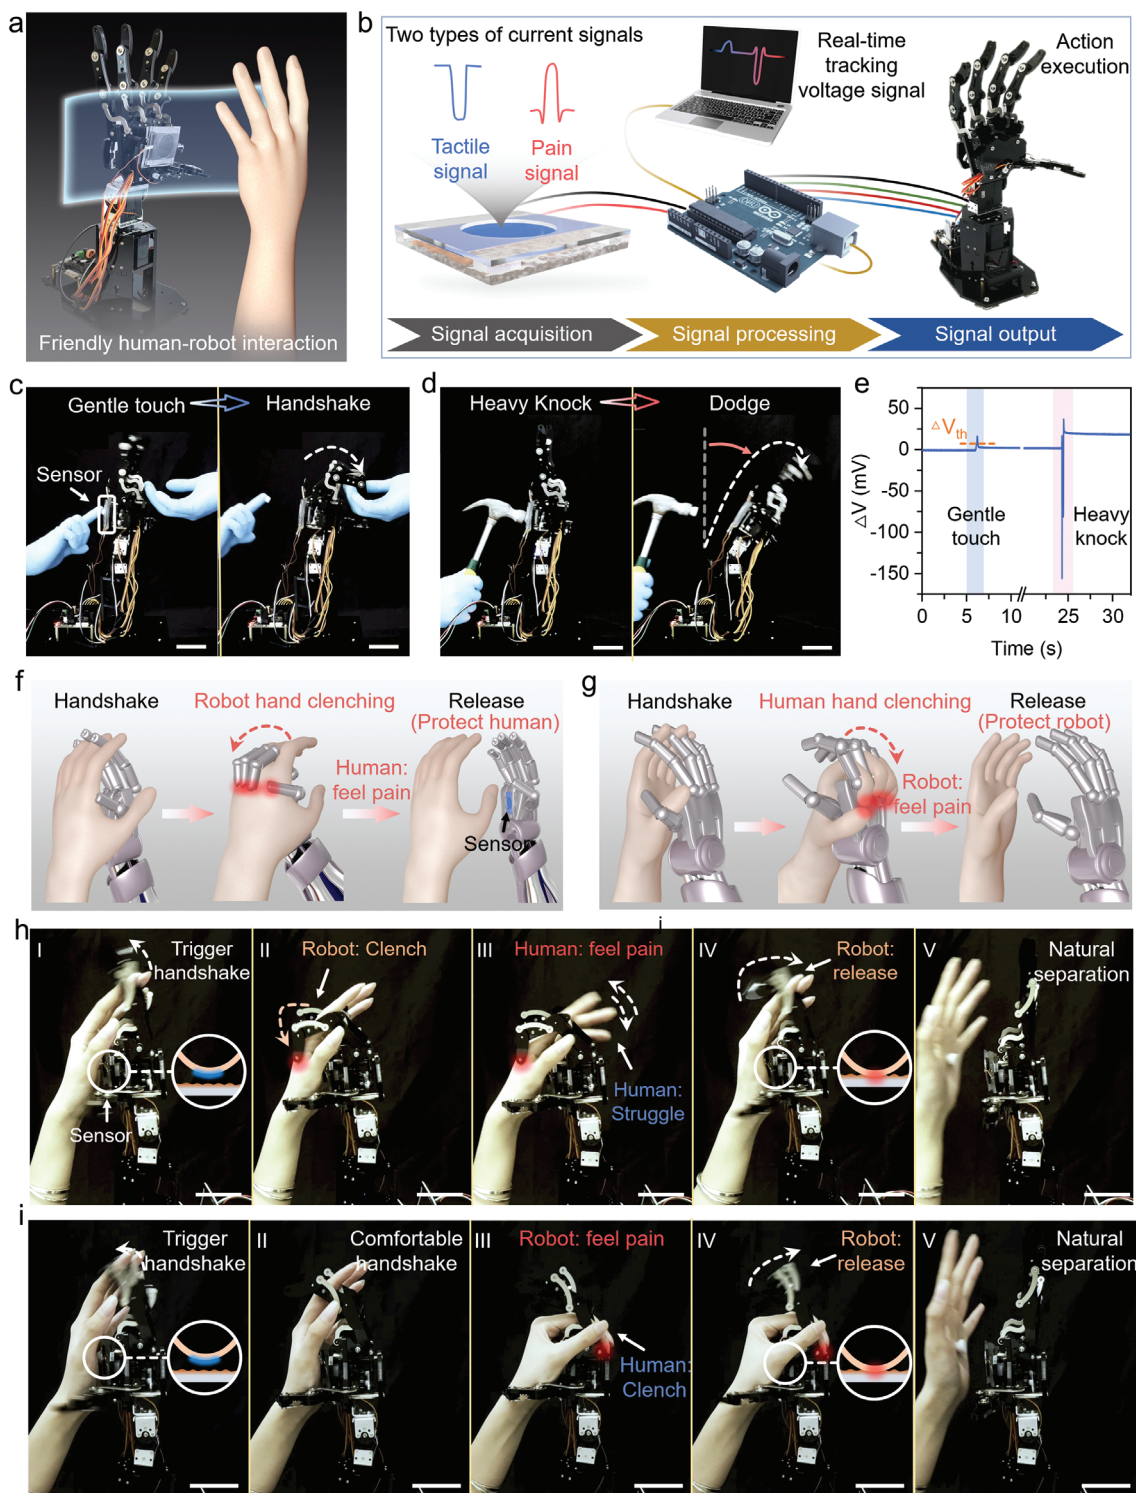 a
Friendly human-robot interaction
b
Two types of current signals
Tactile
signal
Pain
signal
Real-time
tracking
voltage signal
Action
execution
Signal acquisition
Signal processing
Signal output
c
Gentle touch
Handshake
Sensor
d
Heavy Knock
Dodge
e
50
0
-50
-100
-150
ΔV (mV)
ΔVth
Gentle
touch
Heavy
knock
0
5
10
25
30
Time (s)
f
Handshake
Robot hand clenching
Release
(Protect human)
Human:
feel pain
Sensor
g
Handshake
Human hand clenching
Release
(Protect robot)
Robot:
feel pain
h
I
Trigger
handshake
Sensor
II
Robot: Clench
III
Human: feel pain
Human:
Struggle
j
IV
Robot:
release
V
Natural
separation
i
I
Trigger
handshake
II
Comfortable
handshake
III
Robot: feel pain
Human:
Clench
IV
Robot:
release
V
Natural
separation